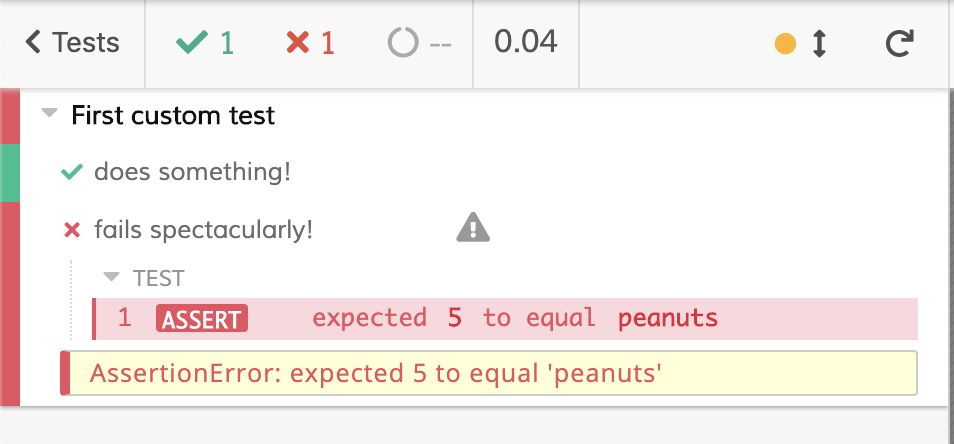 Tests 1 1 -- 0.04
First custom test
does something!
fails spectacularly!
TEST
1 ASSERT expected 5 to equal peanuts
AssertionError: expected 5 to equal 'peanuts'